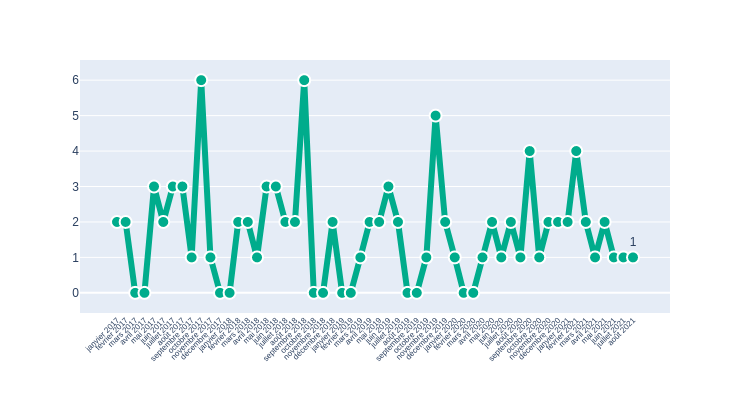 6
5
4
3
2
1
0
1
janvier 2017
février 2017
mars 2017
avril 2017
mai 2017
juin 2017
juillet 2017
août 2017
septembre 2017
octobre 2017
novembre 2017
décembre 2017
janvier 2018
février 2018
mars 2018
avril 2018
mai 2018
juin 2018
juillet 2018
août 2018
septembre 2018
octobre 2018
novembre 2018
décembre 2018
janvier 2019
février 2019
mars 2019
avril 2019
mai 2019
juin 2019
juillet 2019
août 2019
septembre 2019
octobre 2019
novembre 2019
décembre 2019
janvier 2020
février 2020
mars 2020
avril 2020
mai 2020
juin 2020
juillet 2020
août 2020
septembre 2020
octobre 2020
novembre 2020
décembre 2020
janvier 2021
février 2021
mars 2021
avril 2021
mai 2021
juin 2021
juillet 2021
août 2021